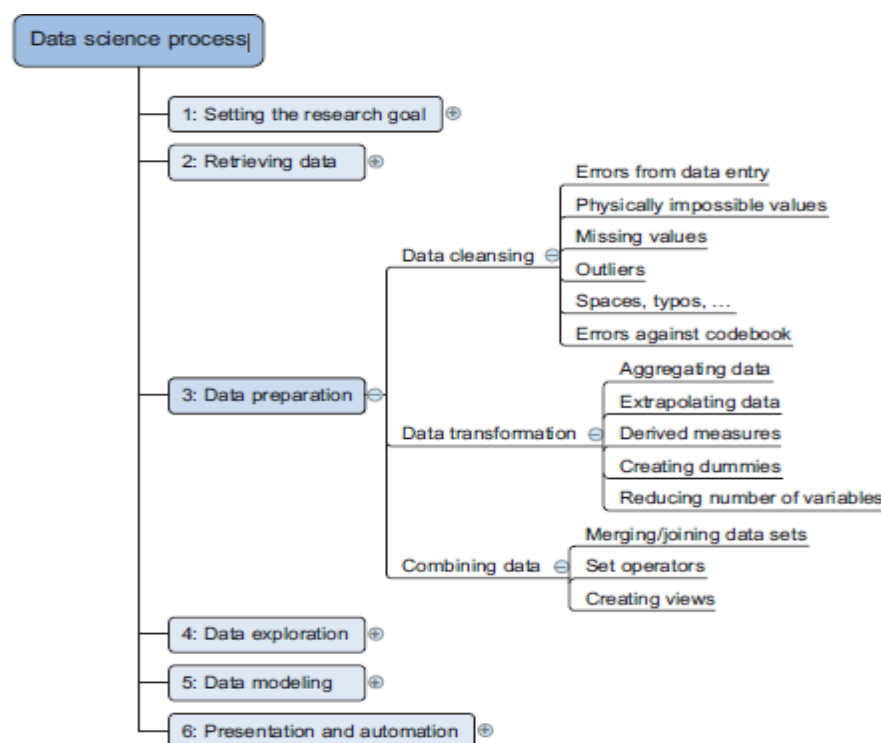 Data science process
1: Setting the research goal
2: Retrieving data
3: Data preparation
Data cleansing
Errors from data entry
Physically impossible values
Missing values
Outliers
Spaces, typos, ...
Errors against codebook
Data transformation
Aggregating data
Extrapolating data
Derived measures
Creating dummies
Reducing number of variables
Combining data
Merging/joining data sets
Set operators
Creating views
4: Data exploration
5: Data modeling
6: Presentation and automation